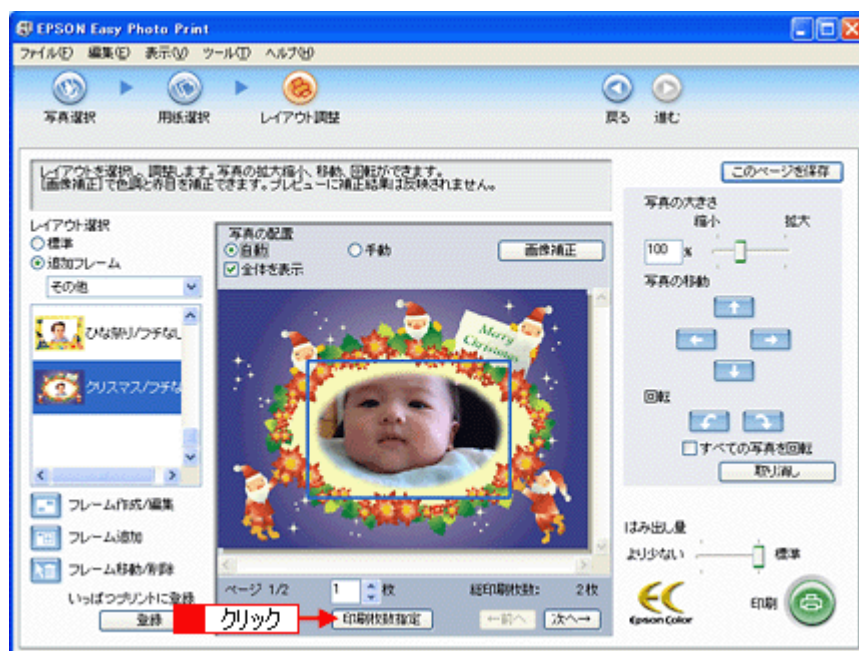 EPSON Easy Photo Print
ファイル(F) 編集(E) 表示(V) ツール(T) ヘルプ(H)
写真選択 用紙選択 レイアウト調整 戻る 進む
レイアウトを選択し、調整します。写真の拡大縮小、移動、回転ができます。
[画像補正]で色調と赤目を補正できます。プレビューに補正結果は反映されません。
このページを保存
レイアウト選択
標準
追加フレーム
その他
ひな祭り/フチなし
クリスマス/フチな
フレーム作成/編集
フレーム追加
フレーム移動/削除
いっぱつプリントに登録
登録
写真の配置
自動 手動 画像補正
全体を表示
Merry
Christmas
ページ 1/2 1 枚 総印刷枚数: 2枚
クリック
印刷枚数指定 ←前へ 次へ→
写真の大きさ
縮小 拡大
100 %
写真の移動
回転
すべての写真を回転
取り消し
はみ出し量
より少ない 標準
Epson Color
印刷